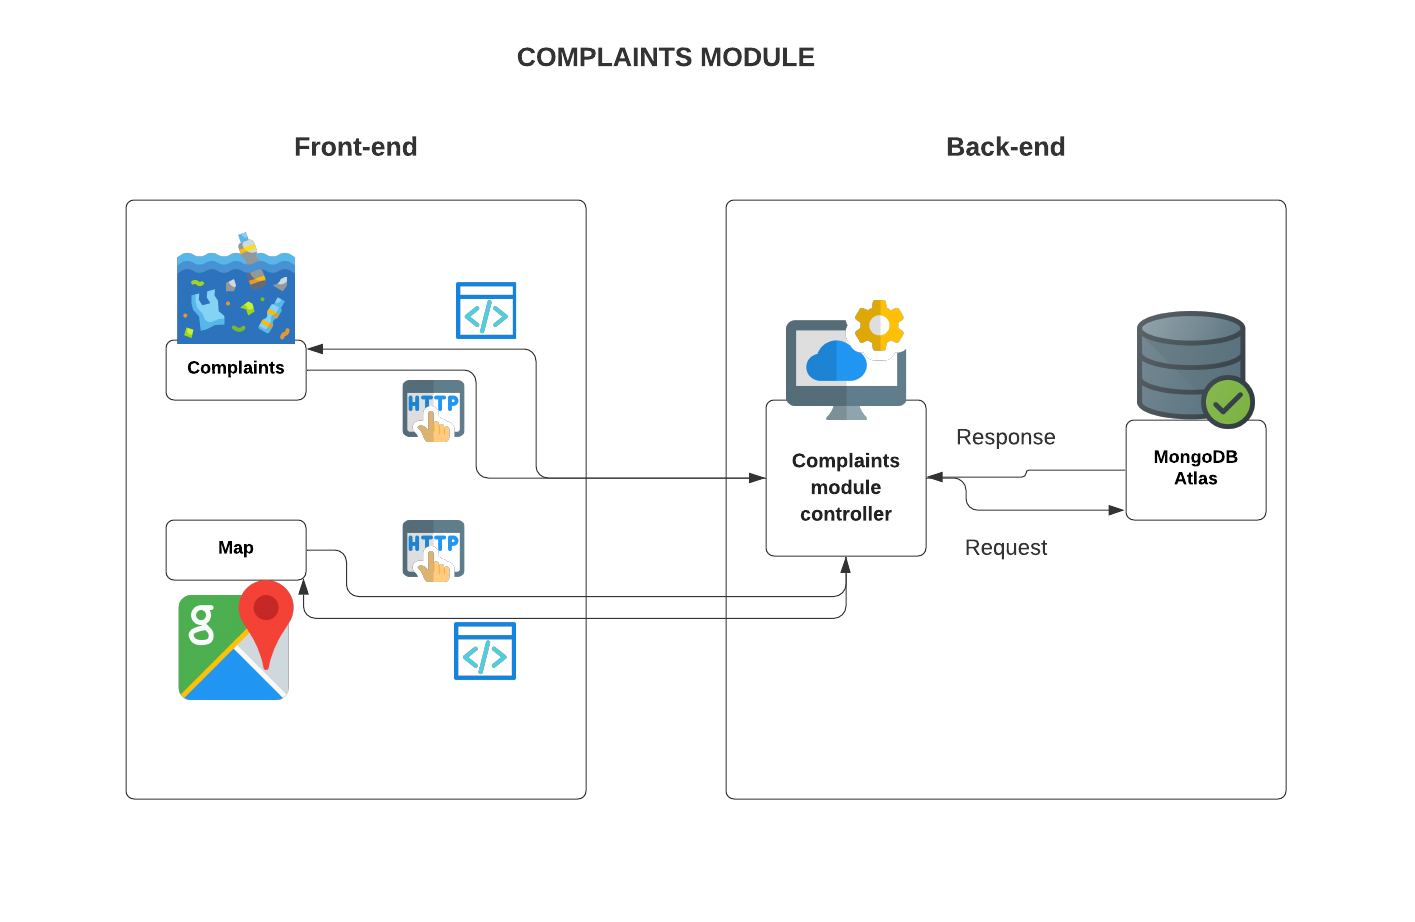 COMPLAINTS MODULE
Front-end
Back-end
Complaints
HTTP
Map
HTTP
g
Complaints
module
controller
Response
Request
MongoDB
Atlas